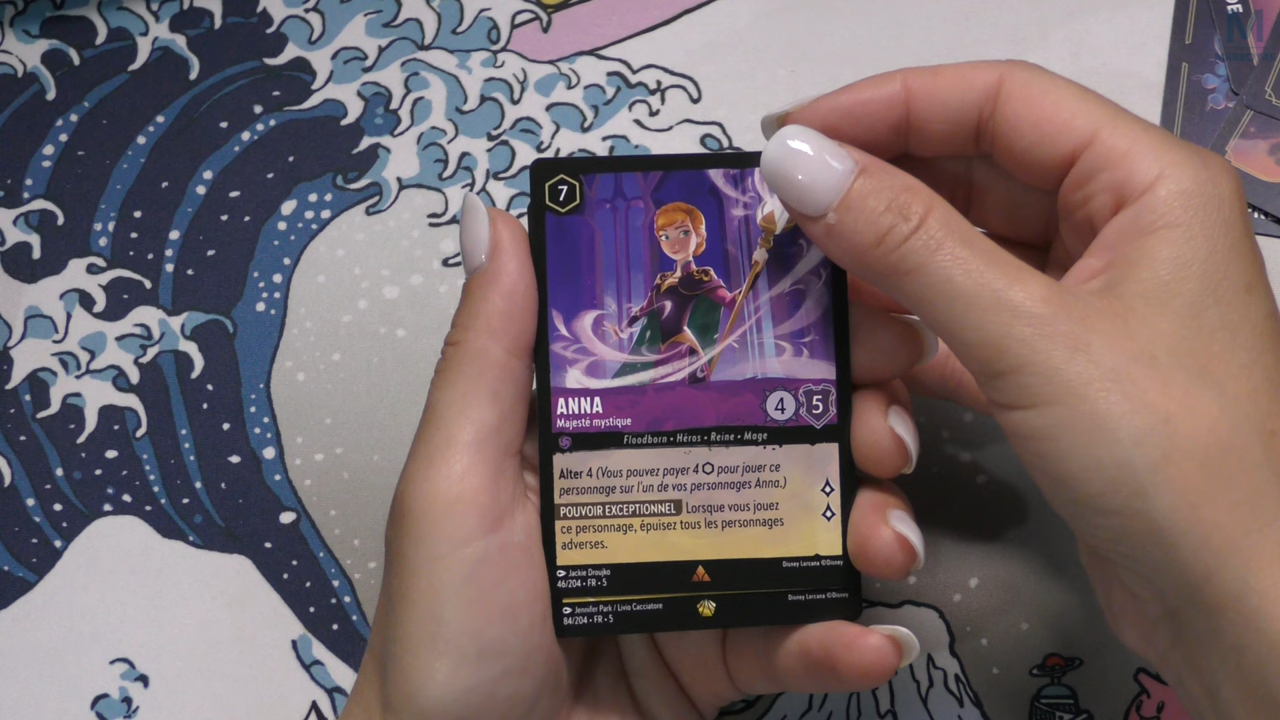 7
ANNA
Majesté mystique
4 5
Floodborn • Héros • Reine • Mage
Alter 4 (Vous pouvez payer 4 ⬡ pour jouer ce
personnage sur l'un de vos personnages Anna.)
POUVOIR EXCEPTIONNEL Lorsque vous jouez
ce personnage, épuisez tous les personnages
adverses.
Jackie Droujko
Disney Lorcana ©Disney
46/204 • FR • 5
Jennifer Park / Livio Cacciatore
Disney Lorcana ©Disney
84/204 • FR • 5